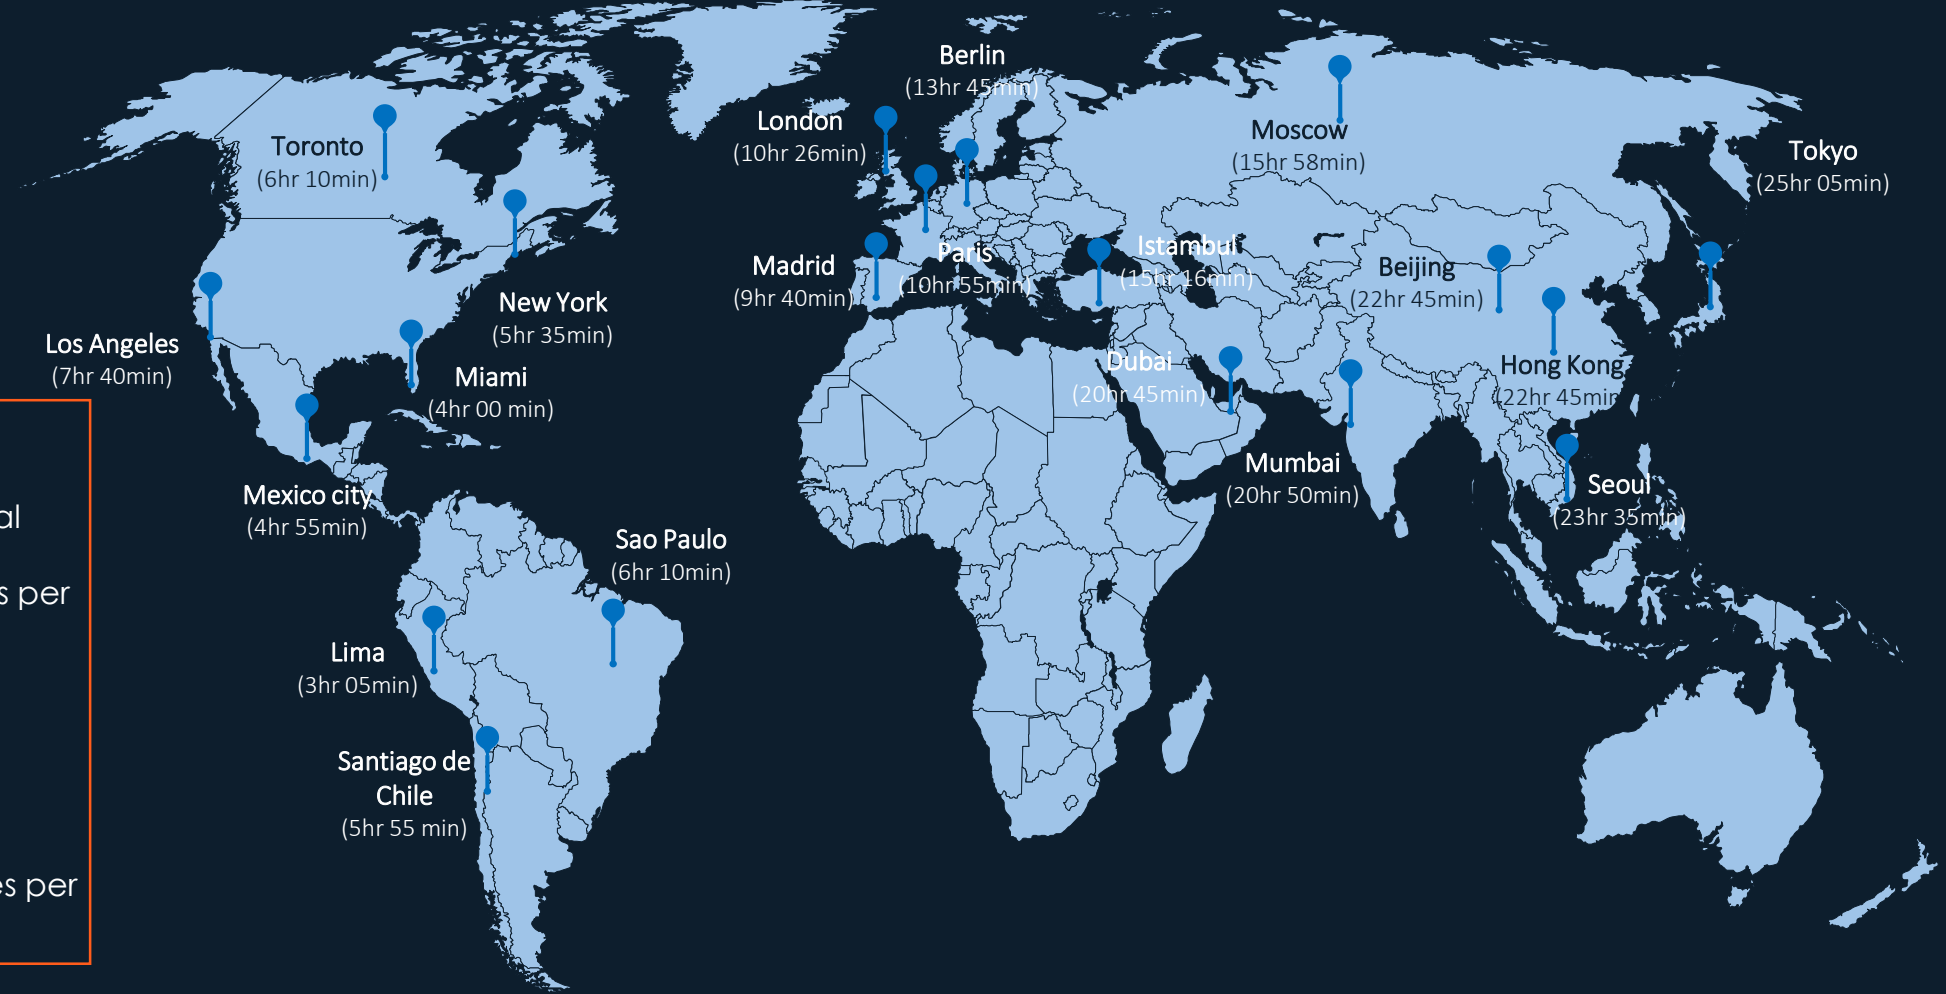 Berlin
(13hr 45min)
London
(10hr 26min)
Toronto
(6hr 10min)
Moscow
(15hr 58min)
Tokyo
(25hr 05min)
Madrid
(9hr 40min)
Paris
(10hr 55min)
Istambul
(15hr 16min)
Beijing
(22hr 45min)
New York
(5hr 35min)
Los Angeles
(7hr 40min)
Miami
(4hr 00 min)
Dubai
(20hr 45min)
Hong Kong
(22hr 45min
Mumbai
(20hr 50min)
Seoul
(23hr 35min)
Mexico city
(4hr 55min)
Sao Paulo
(6hr 10min)
Lima
(3hr 05min)
Santiago de
Chile
(5hr 55 min)
al
s per
es per